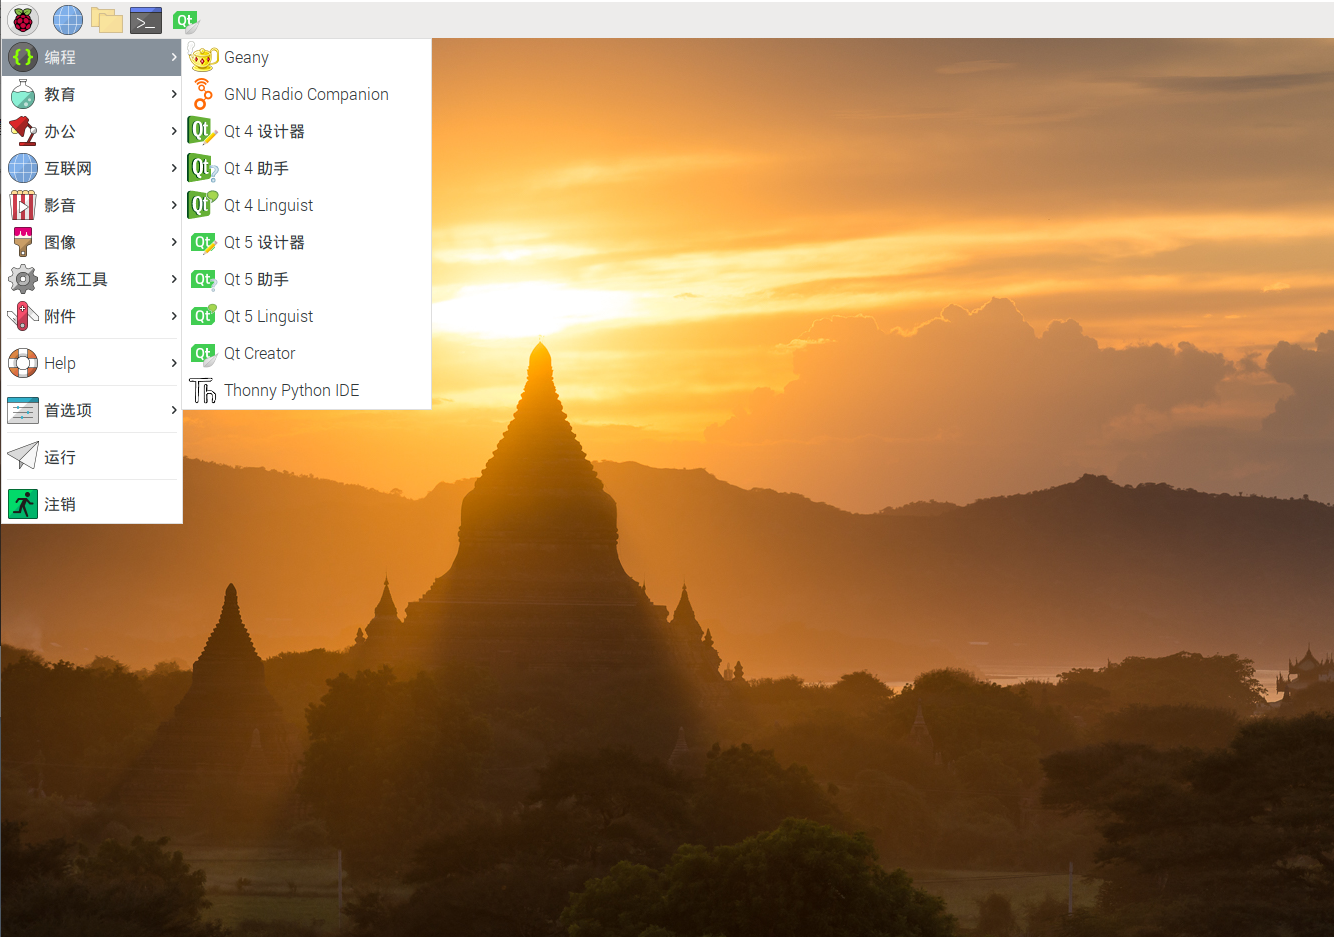 编程
教育
办公
互联网
影音
图像
系统工具
附件
Help
首选项
运行
注销
Geany
GNU Radio Companion
Qt 4 设计器
Qt 4 助手
Qt 4 Linguist
Qt 5 设计器
Qt 5 助手
Qt 5 Linguist
Qt Creator
Thonny Python IDE